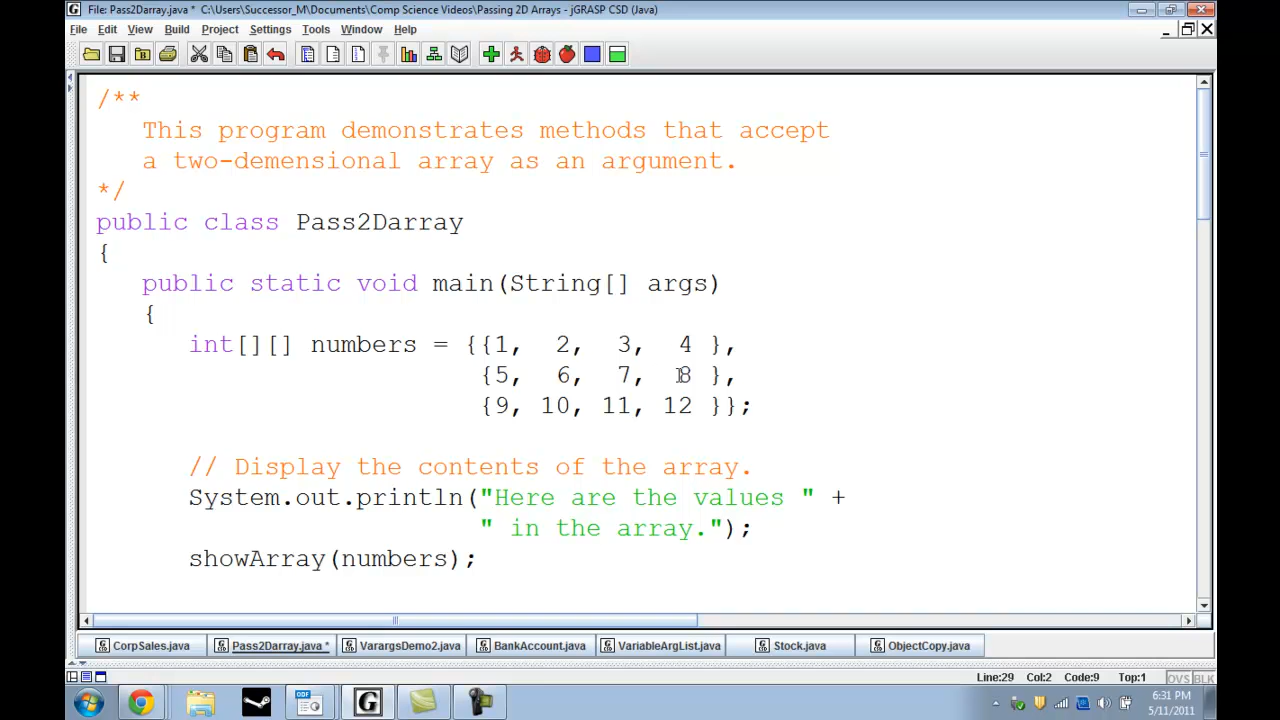 File: Pass2Darray.java * C:\Users\Successor_M\Documents\Comp Science Videos\Passing 2D Arrays - jGRASP CSD (Java)
File Edit View Build Project Settings Tools Window Help
/**
This program demonstrates methods that accept
a two-demensional array as an argument.
*/
public class Pass2Darray
{
public static void main(String[] args)
{
int[][] numbers = {{1, 2, 3, 4 },
{5, 6, 7, 8 },
{9, 10, 11, 12 }};
// Display the contents of the array.
System.out.println("Here are the values " +
" in the array.");
showArray(numbers);
CorpSales.java Pass2Darray.java * VarargsDemo2.java BankAccount.java VariableArgList.java Stock.java ObjectCopy.java
Line:29 Col:2 Code:9 Top:1 OVS BLK
6:31 PM
5/11/2011